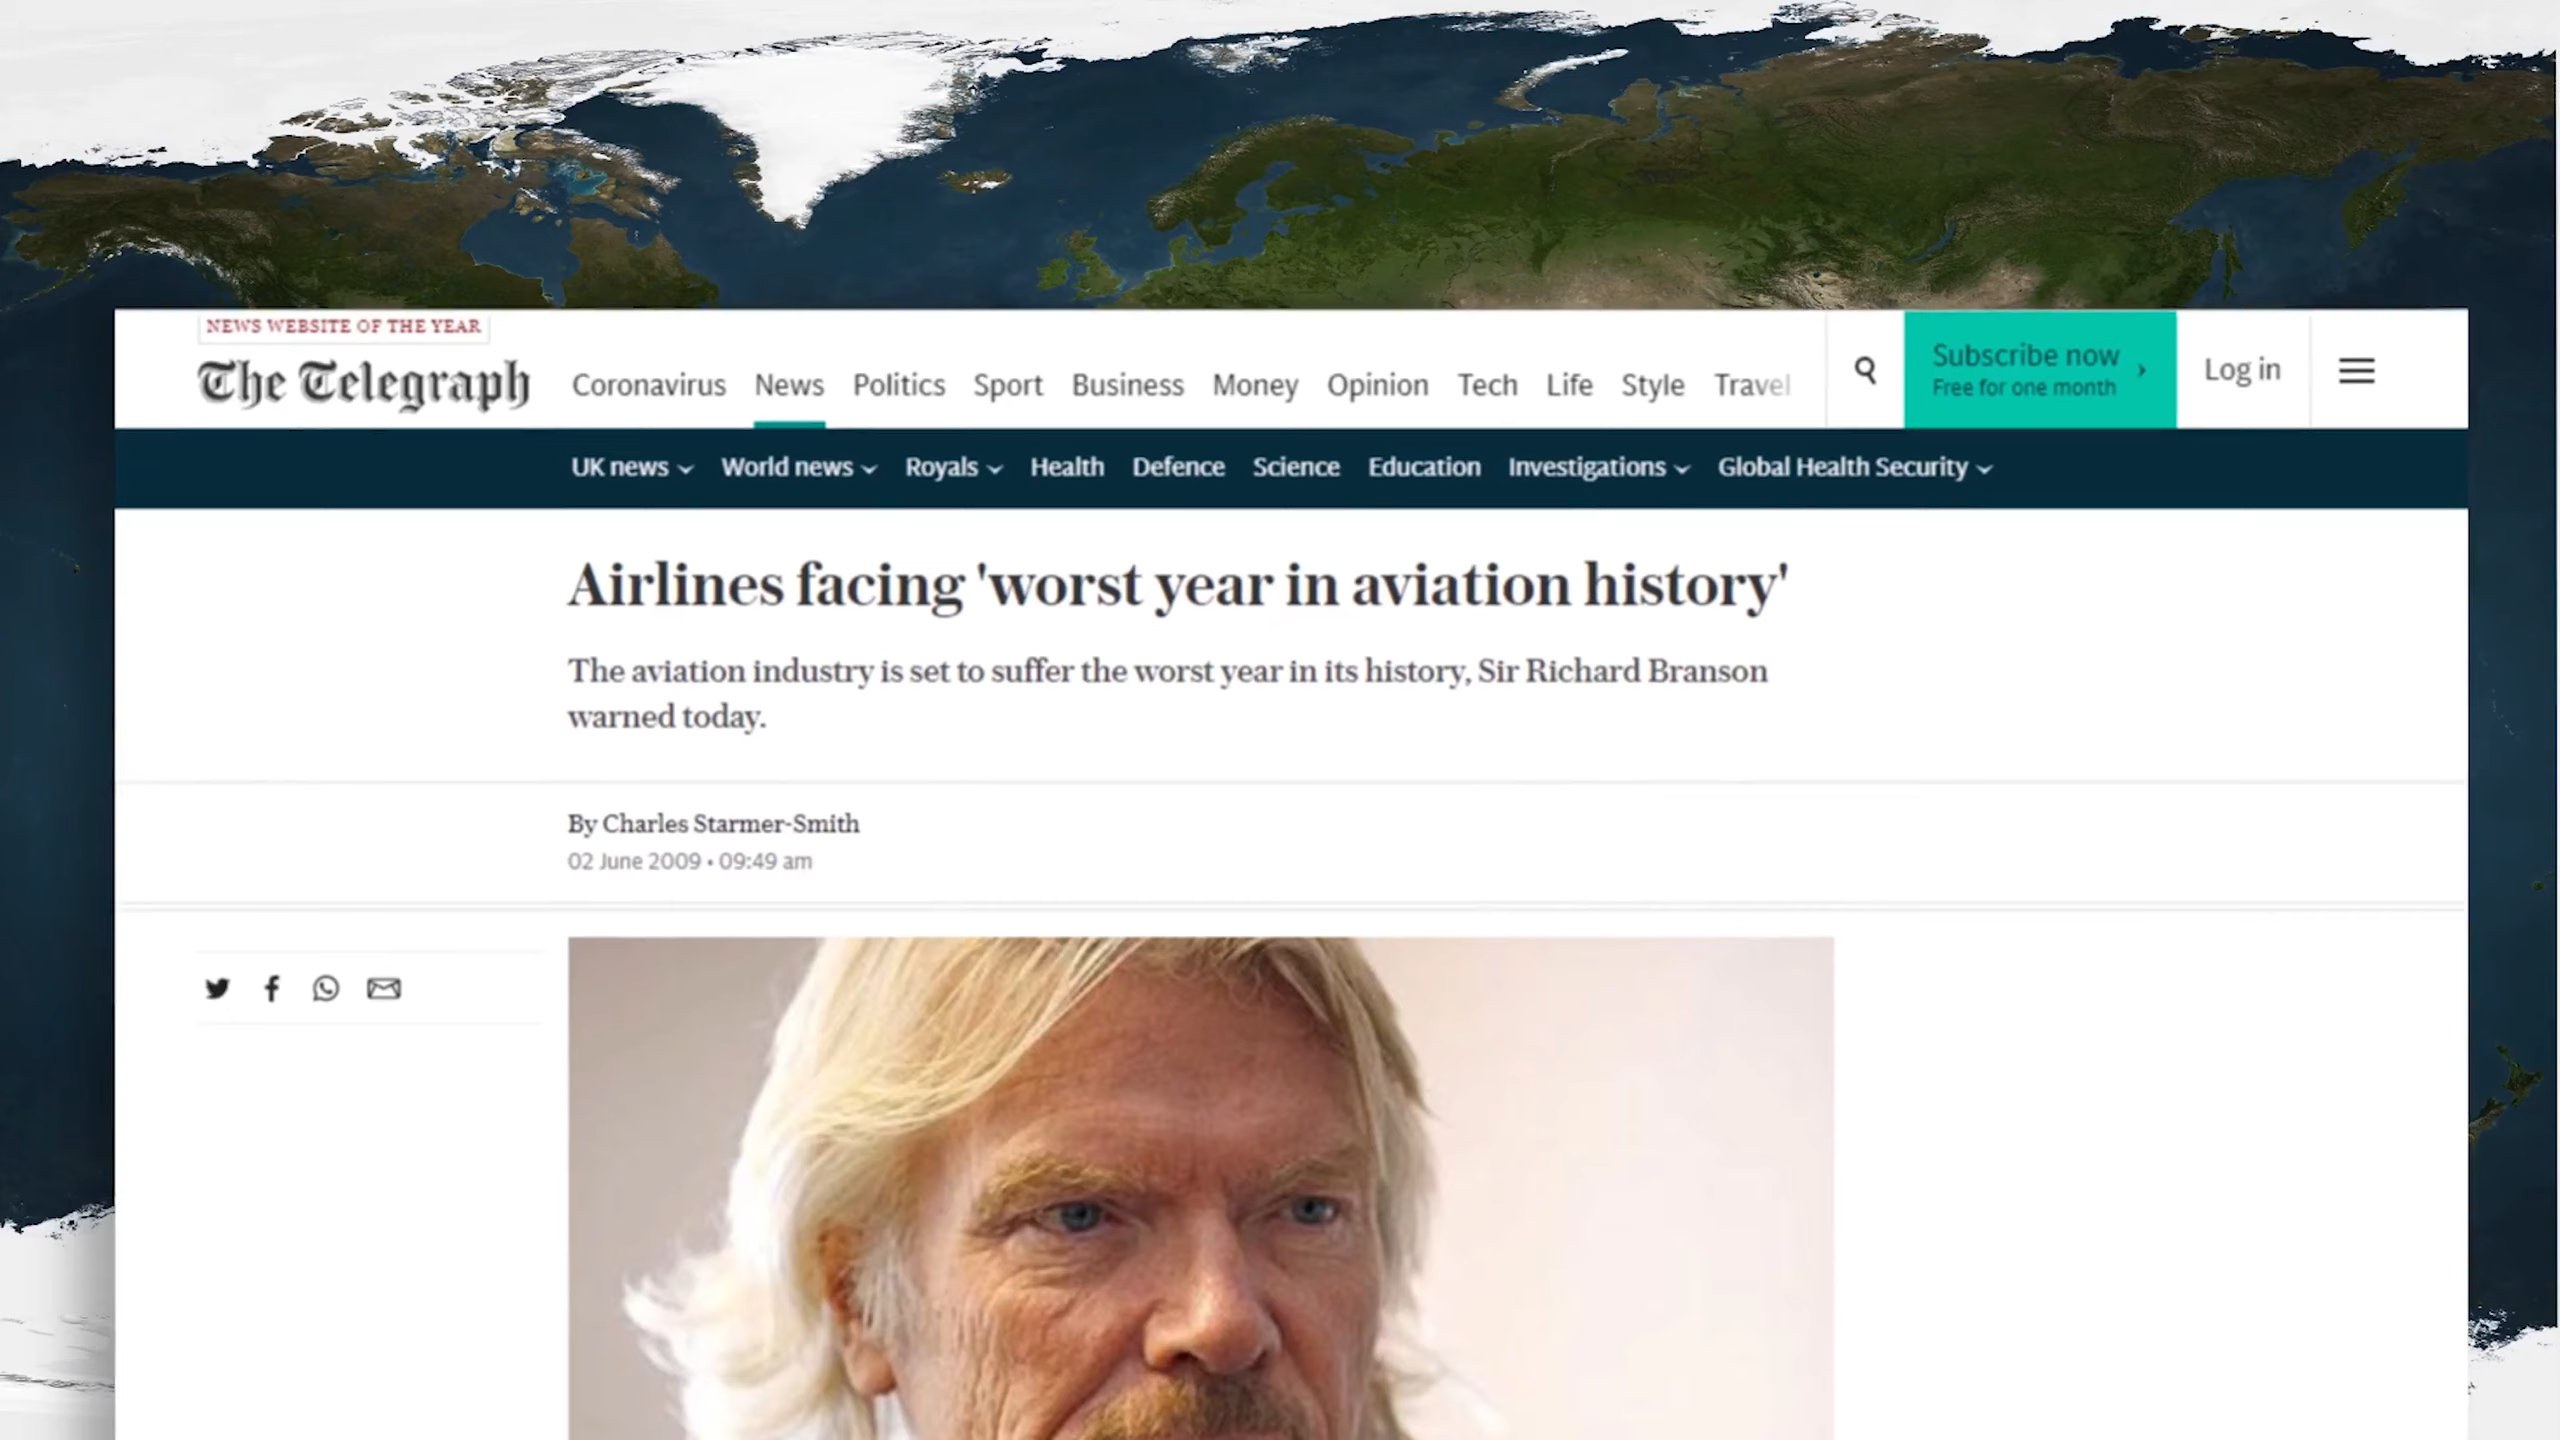 NEWS WEBSITE OF THE YEAR
The Telegraph
Coronavirus News Politics Sport Business Money Opinion Tech Life Style Travel
Subscribe now
Free for one month
Log in
UK news World news Royals Health Defence Science Education Investigations Global Health Security
Airlines facing 'worst year in aviation history'
The aviation industry is set to suffer the worst year in its history, Sir Richard Branson
warned today.
By Charles Starmer-Smith
02 June 2009 • 09:49 am